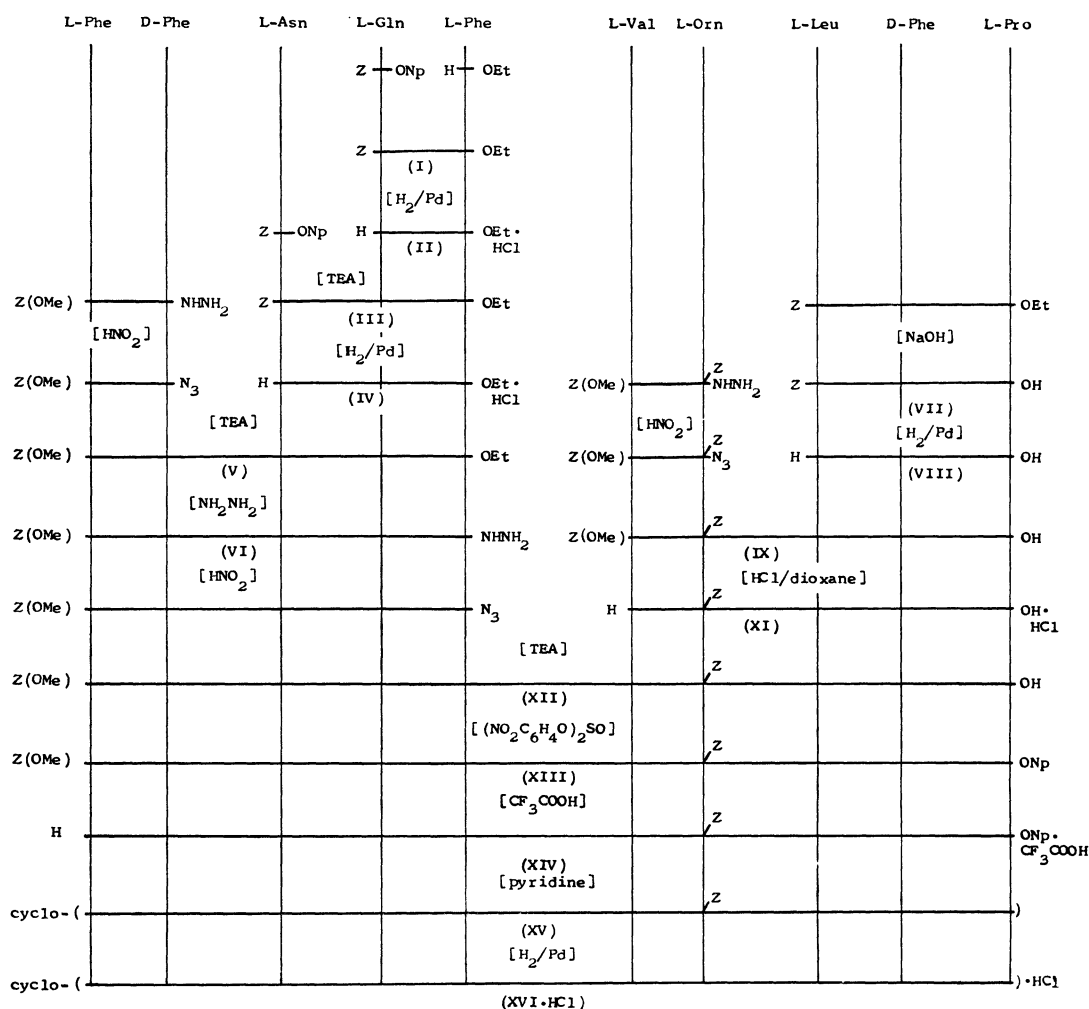 L-Phe D-Phe L-Asn L-Gln L-Phe L-Val L-Orn L-Leu D-Phe L-Pro
Z ONp H OEt
Z OEt
(I)
[H2/Pd]
Z ONp H OEt·
(II) HCl
[TEA]
Z(OMe) NHNH2 Z OEt Z OEt
[HNO2] (III) [NaOH]
[H2/Pd]
Z(OMe) N3 H OEt· Z(OMe) Z NHNH2 Z OH
(IV) HCl (VII)
[TEA] [HNO2] [H2/Pd]
Z(OMe) OEt Z(OMe) Z N3 H OH
(V) (VIII)
[NH2NH2]
Z(OMe) NHNH2 Z(OMe) Z OH
(VI) (IX)
[HNO2] [HCl/dioxane]
Z(OMe) N3 H Z OH·
(XI) HCl
[TEA]
Z(OMe) Z OH
(XII)
[(NO2C6H4O)2SO]
Z(OMe) Z ONp
(XIII)
[CF3COOH]
H Z ONp·
CF3COOH
(XIV)
[pyridine]
cyclo-( Z )
(XV)
[H2/Pd]
cyclo-( )·HCl
(XVI·HCl)